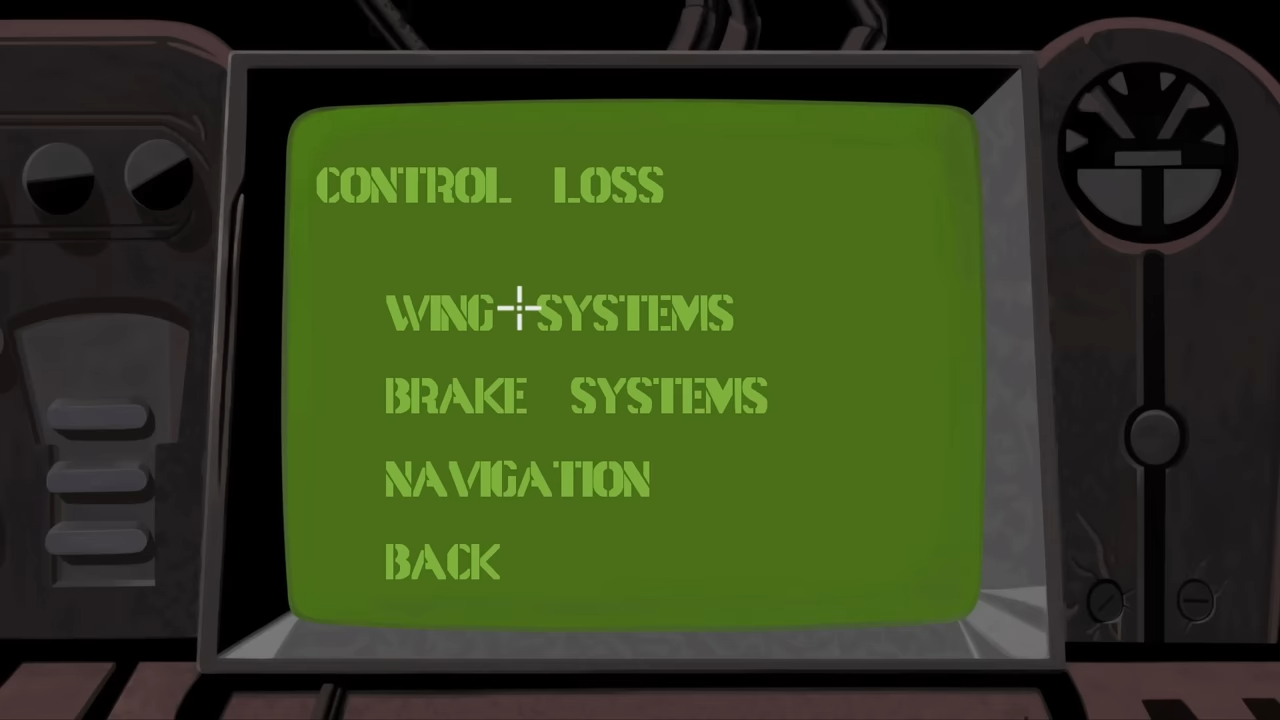 CONTROL LOSS
WING SYSTEMS
BRAKE SYSTEMS
NAVIGATION
BACK